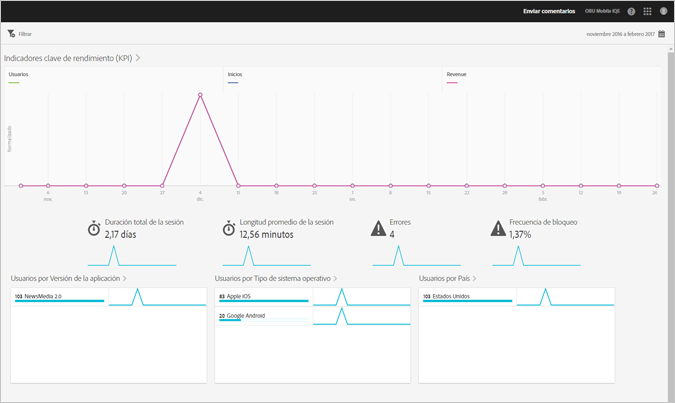 Enviar comentarios OBU Mobile IQE
Filtrar
noviembre 2016 a febrero 2017
Indicadores clave de rendimiento (KPI)
Usuarios Inicios Revenue
Normalizado
6 13 20 27 4 11 18 25 1 8 15 22 29 5 12 19 26
nov. dic. en. febr.
Duración total de la sesión
2,17 días
Longitud promedio de la sesión
12,56 minutos
Errores
4
Frecuencia de bloqueo
1,37%
Usuarios por Versión de la aplicación
103 NewsMedia 2.0
Usuarios por Tipo de sistema operativo
83 Apple iOS
20 Google Android
Usuarios por País
103 Estados Unidos